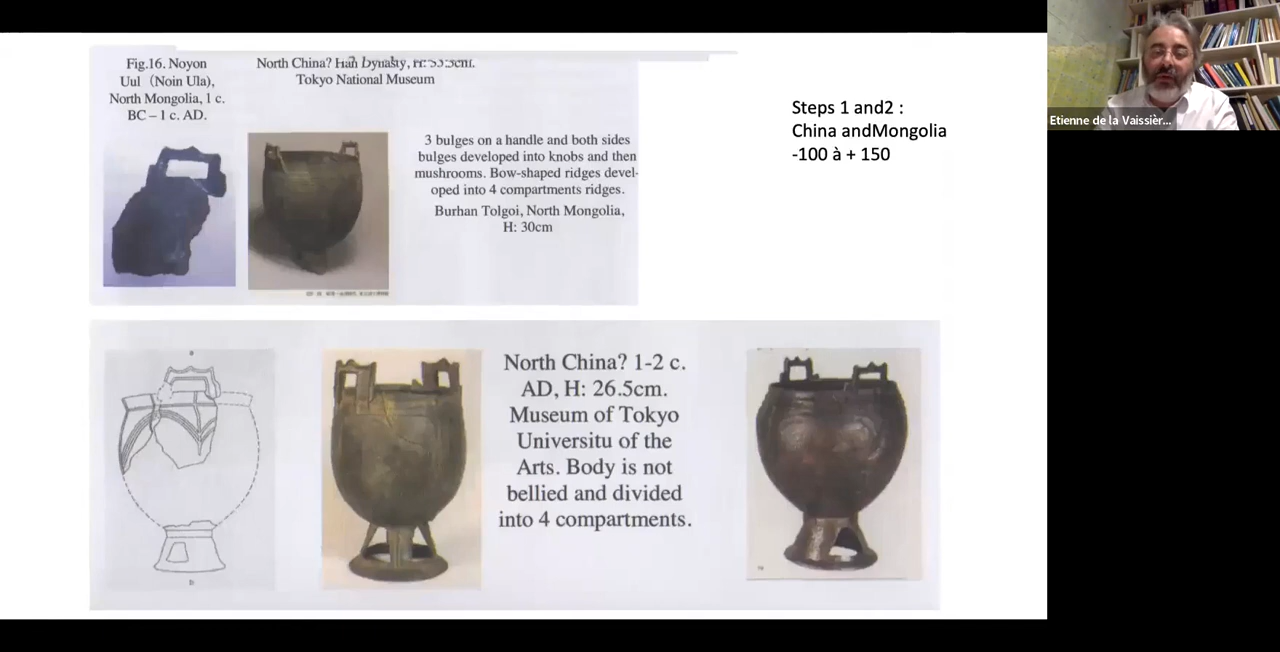 Fig.16. Noyon
Uul (Noin Ula),
North Mongolia, 1 c.
BC – 1 c. AD.
North China? Han Dynasty,
Tokyo National Museum
3 bulges on a handle and both sides
bulges developed into knobs and then
mushrooms. Bow-shaped ridges devel-
oped into 4 compartments ridges.
Burhan Tolgoi, North Mongolia,
H: 30cm
Steps 1 and2 :
China andMongolia
-100 à + 150
Etienne de la Vaissièr...
North China? 1-2 c.
AD, H: 26.5cm.
Museum of Tokyo
Universitu of the
Arts. Body is not
bellied and divided
into 4 compartments.